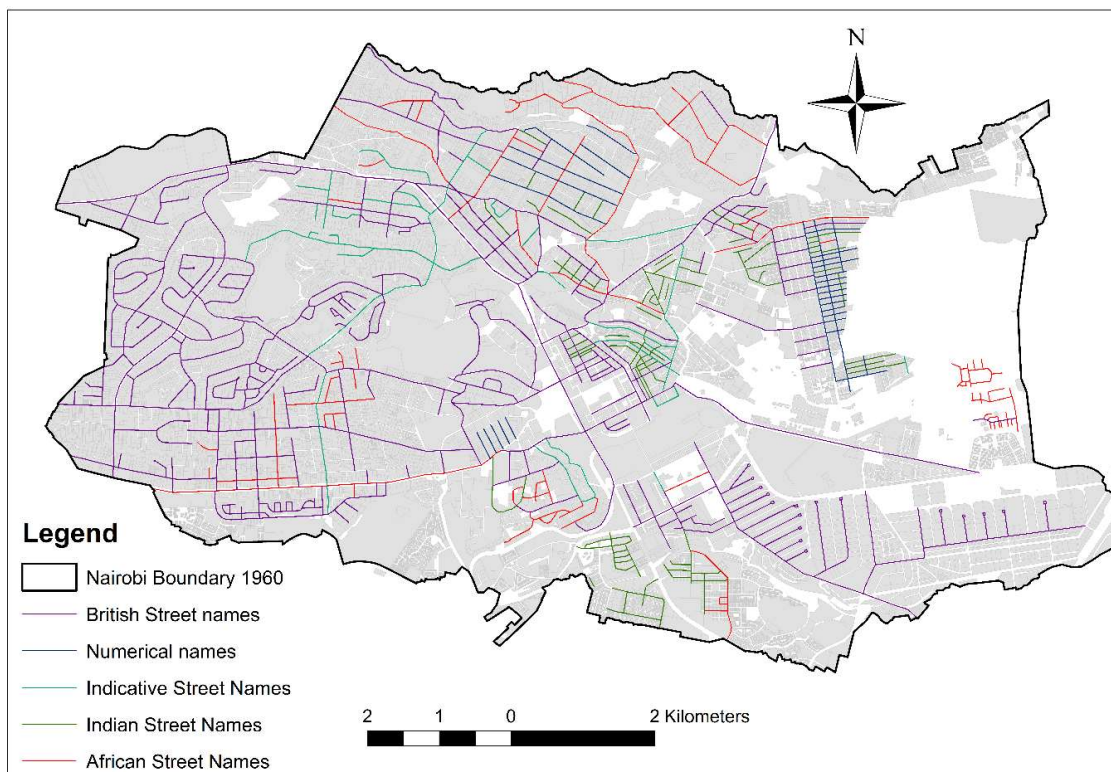 N
Legend
Nairobi Boundary 1960
British Street names
Numerical names
Indicative Street Names
Indian Street Names
African Street Names
2 1 0 2 Kilometers